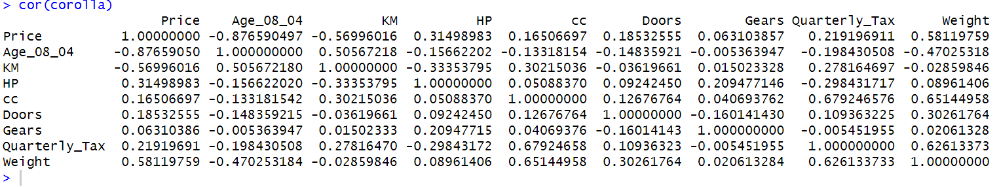 > cor(corolla)
Price Age_08_04 KM HP cc Doors Gears Quarterly_Tax Weight
Price 1.00000000 -0.876590497 -0.56996016 0.31498983 0.16506697 0.18532555 0.063103857 0.219196911 0.58119759
Age_08_04 -0.87659050 1.000000000 0.50567218 -0.15662202 -0.13318154 -0.14835921 -0.005363947 -0.198430508 -0.47025318
KM -0.56996016 0.505672180 1.00000000 -0.33353795 0.30215036 -0.03619661 0.015023328 0.278164697 -0.02859846
HP 0.31498983 -0.156622020 -0.33353795 1.00000000 0.05088370 0.09242450 0.209477146 -0.298431717 0.08961406
cc 0.16506697 -0.133181542 0.30215036 0.05088370 1.00000000 0.12676764 0.040693762 0.679246576 0.65144958
Doors 0.18532555 -0.148359215 -0.03619661 0.09242450 0.12676764 1.00000000 -0.160141430 0.109363225 0.30261764
Gears 0.06310386 -0.005363947 0.01502333 0.20947715 0.04069376 -0.16014143 1.000000000 -0.005451955 0.02061328
Quarterly_Tax 0.21919691 -0.198430508 0.27816470 -0.29843172 0.67924658 0.10936323 -0.005451955 1.000000000 0.62613373
Weight 0.58119759 -0.470253184 -0.02859846 0.08961406 0.65144958 0.30261764 0.020613284 0.626133733 1.00000000
>